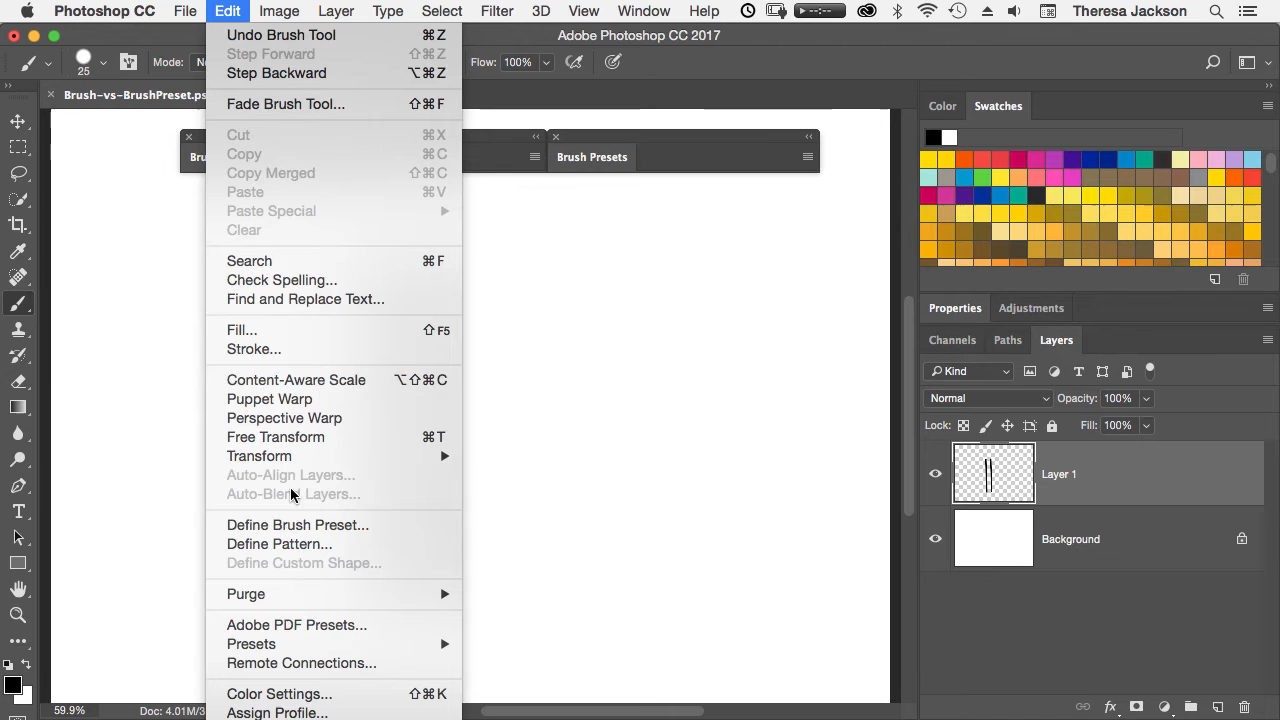 Photoshop CC File Edit Image Layer Type Select Filter 3D View Window Help Theresa Jackson
Adobe Photoshop CC 2017
25 Mode: Flow: 100%
Brush-vs-BrushPreset.ps
Undo Brush Tool ⌘Z
Step Forward ⇧⌘Z
Step Backward ⌥⌘Z
Fade Brush Tool... ⇧⌘F
Cut ⌘X
Copy ⌘C
Copy Merged ⇧⌘C
Paste ⌘V
Paste Special
Clear
Search ⌘F
Check Spelling...
Find and Replace Text...
Fill... ⇧F5
Stroke...
Content-Aware Scale ⌥⇧⌘C
Puppet Warp
Perspective Warp
Free Transform ⌘T
Transform
Auto-Align Layers...
Auto-Blend Layers...
Define Brush Preset...
Define Pattern...
Define Custom Shape...
Purge
Adobe PDF Presets...
Presets
Remote Connections...
Color Settings... ⇧⌘K
Assign Profile...
Brush Presets
Color Swatches
Properties Adjustments
Channels Paths Layers
Kind
Normal Opacity: 100%
Lock: Fill: 100%
Layer 1
Background
59.9% Doc: 4.01M/3